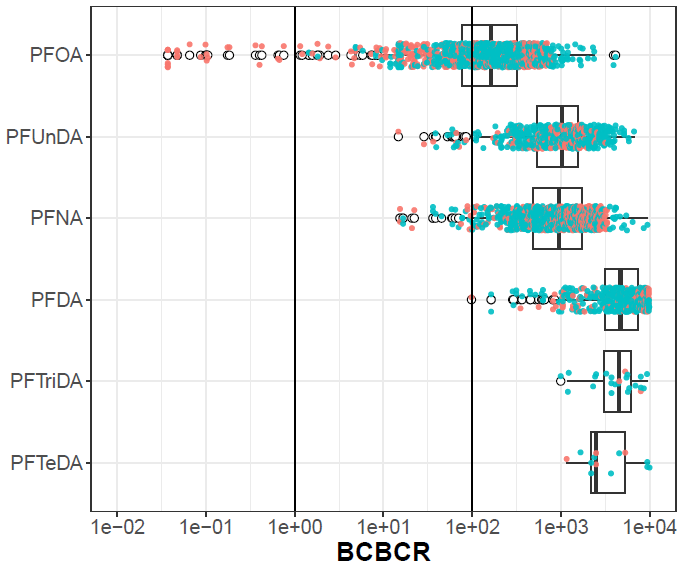 PFOA
PFUnDA
PFNA
PFDA
PFTriDA
PFTeDA
1e−02 1e−01 1e+00 1e+01 1e+02 1e+03 1e+04
BCBCR